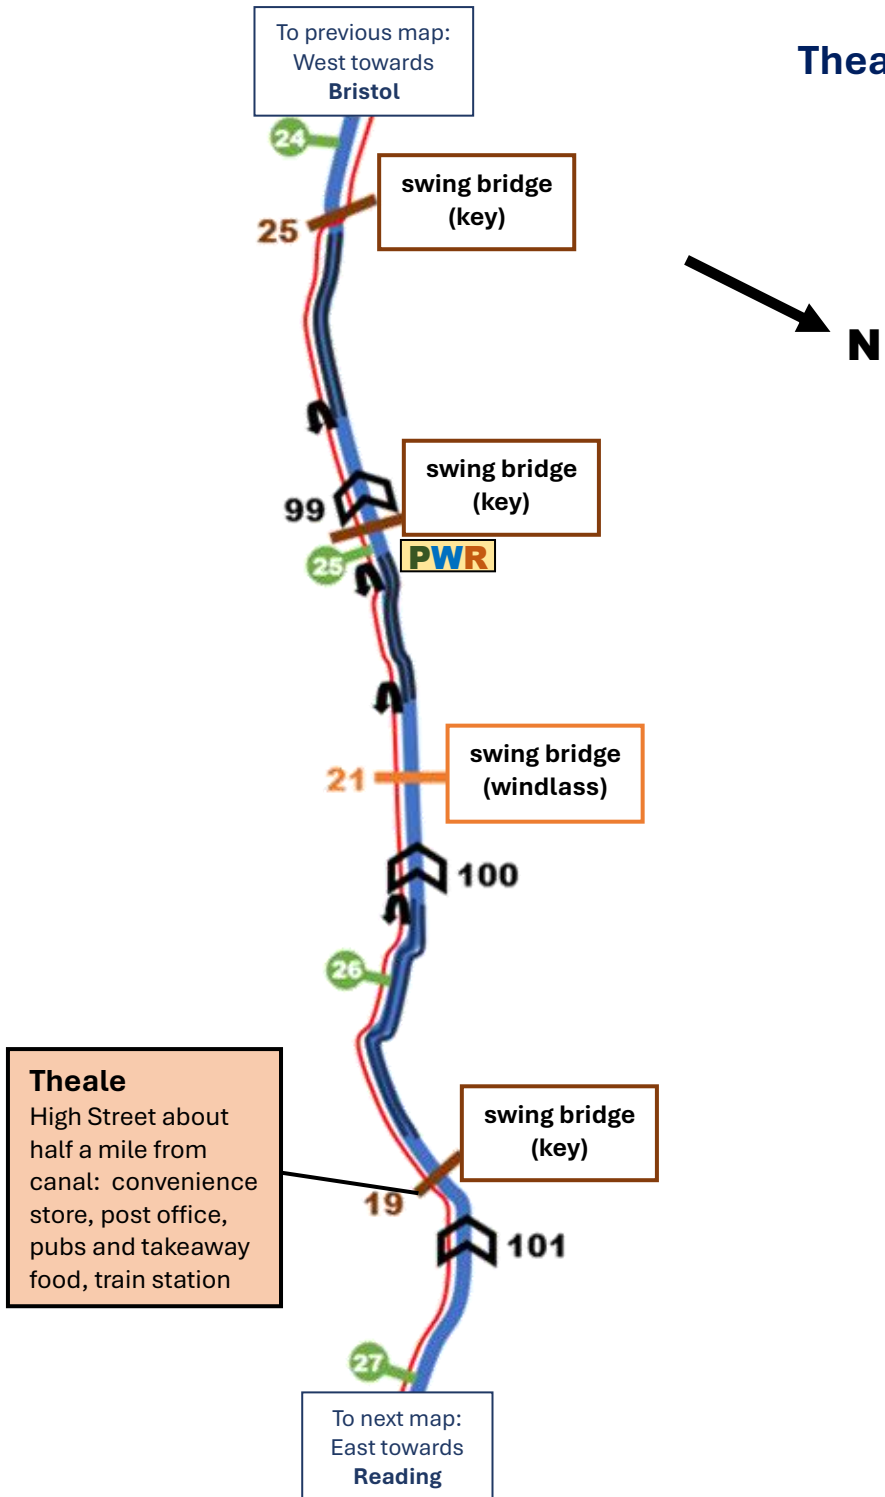 To previous map:
West towards
Bristol
Thea
24
swing bridge
(key)
25
N
swing bridge
(key)
99
PWR
25
swing bridge
(windlass)
21
100
26
Theale
High Street about
half a mile from
canal: convenience
store, post office,
pubs and takeaway
food, train station
swing bridge
(key)
19
101
27
To next map:
East towards
Reading